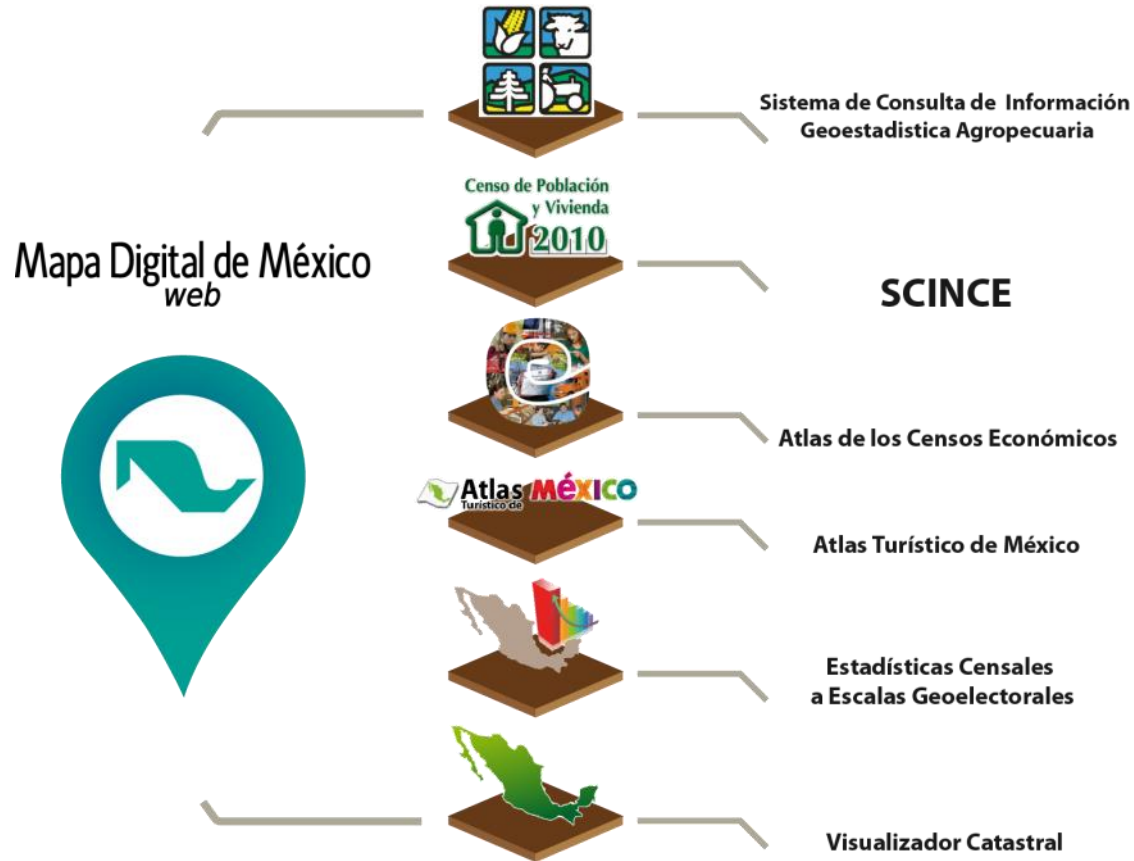 Mapa Digital de México
web
Sistema de Consulta de Información
Geoestadistica Agropecuaria
Censo de Población
y Vivienda
2010
SCINCE
e
Atlas de los Censos Económicos
Atlas México
Turístico de
Atlas Turístico de México
Estadísticas Censales
a Escalas Geoelectorales
Visualizador Catastral